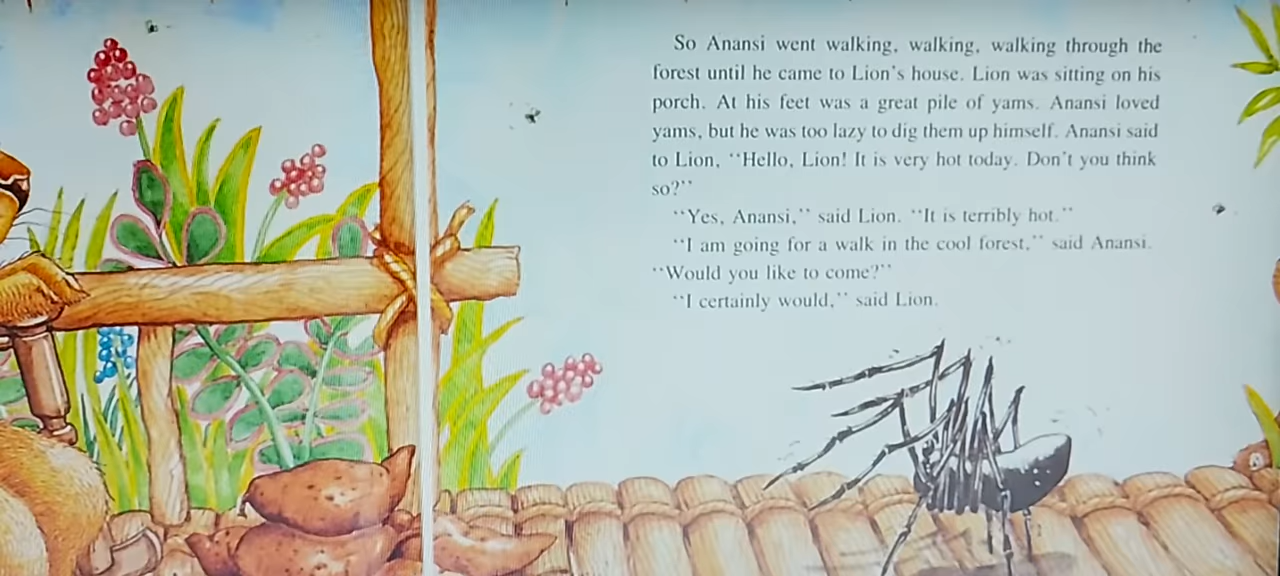 So Anansi went walking, walking, walking through the
forest until he came to Lion's house. Lion was sitting on his
porch. At his feet was a great pile of yams. Anansi loved
yams, but he was too lazy to dig them up himself. Anansi said
to Lion, ‘‘Hello, Lion! It is very hot today. Don't you think
so?’’
‘‘Yes, Anansi,’’ said Lion. ‘‘It is terribly hot.’’
‘‘I am going for a walk in the cool forest,’’ said Anansi.
‘‘Would you like to come?’’
‘‘I certainly would,’’ said Lion.